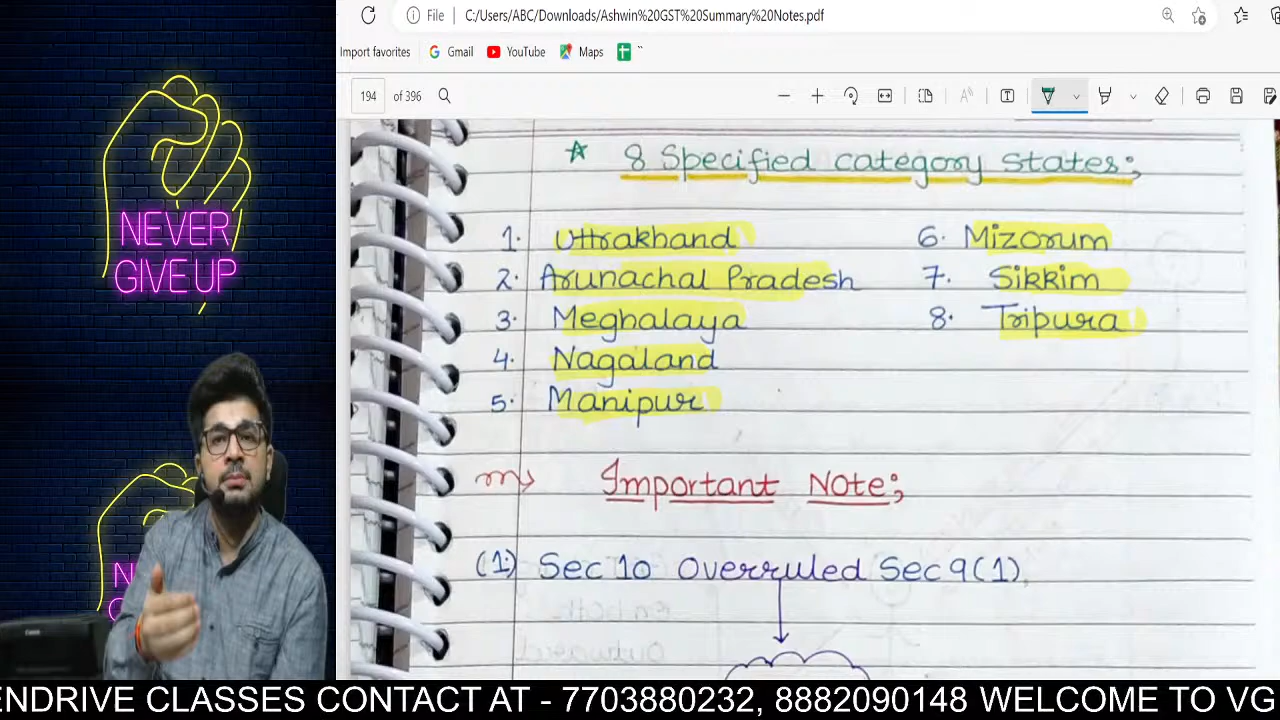 File C:/Users/ABC/Downloads/Ashwin%20GST%20Summary%20Notes.pdf
Import favorites Gmail YouTube Maps
194 of 396
8 Specified category states;
1. Uttrakhand
2. Arunachal Pradesh
3. Meghalaya
4. Nagaland
5. Manipur
6. Mizorum
7. Sikkim
8. Tripura
Important Note;
(1) Sec 10 Overruled Sec 9(1)
NEVER
GIVE UP
ENDRIVE CLASSES CONTACT AT - 7703880232, 8882090148 WELCOME TO VG